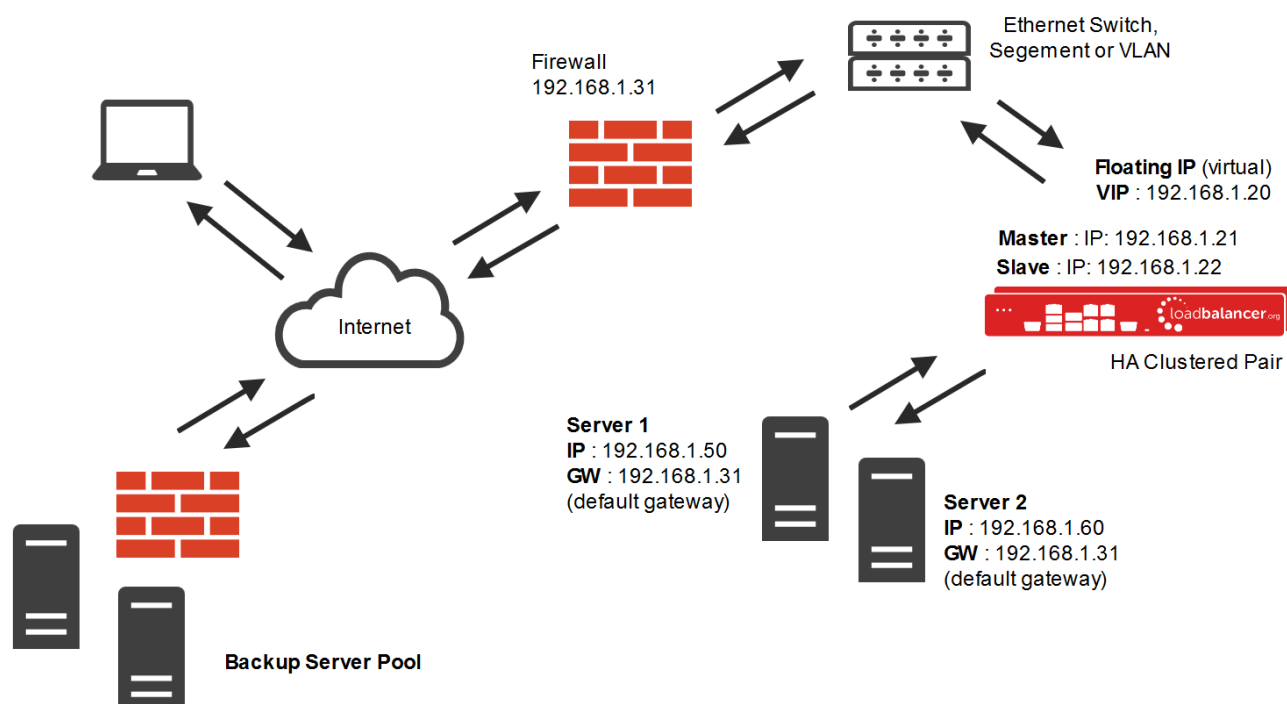 Ethernet Switch,
Segement or VLAN
Firewall
192.168.1.31
Floating IP (virtual)
VIP : 192.168.1.20
Master : IP: 192.168.1.21
Slave : IP: 192.168.1.22
loadbalancer.org
HA Clustered Pair
Internet
Server 1
IP : 192.168.1.50
GW : 192.168.1.31
(default gateway)
Server 2
IP : 192.168.1.60
GW : 192.168.1.31
(default gateway)
Backup Server Pool